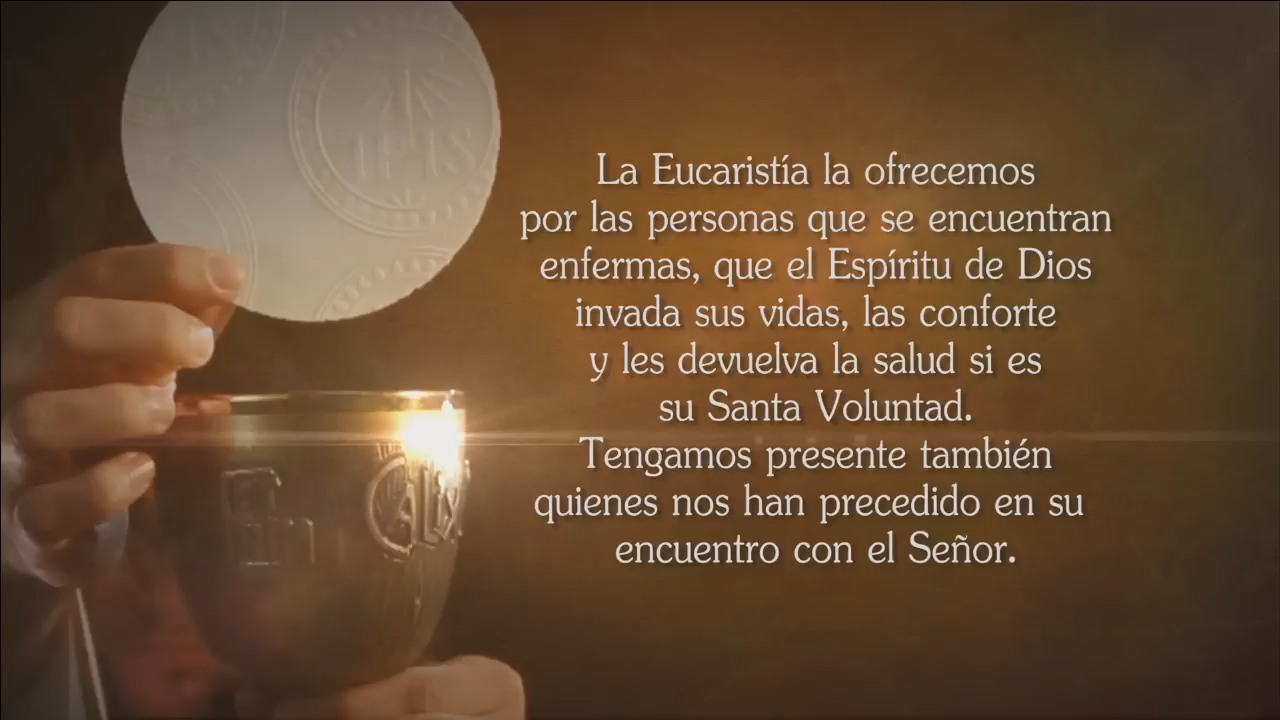 IHS
CALIX
La Eucaristía la ofrecemos
por las personas que se encuentran
enfermas, que el Espíritu de Dios
invada sus vidas, las conforte
y les devuelva la salud si es
su Santa Voluntad.
Tengamos presente también
quienes nos han precedido en su
encuentro con el Señor.